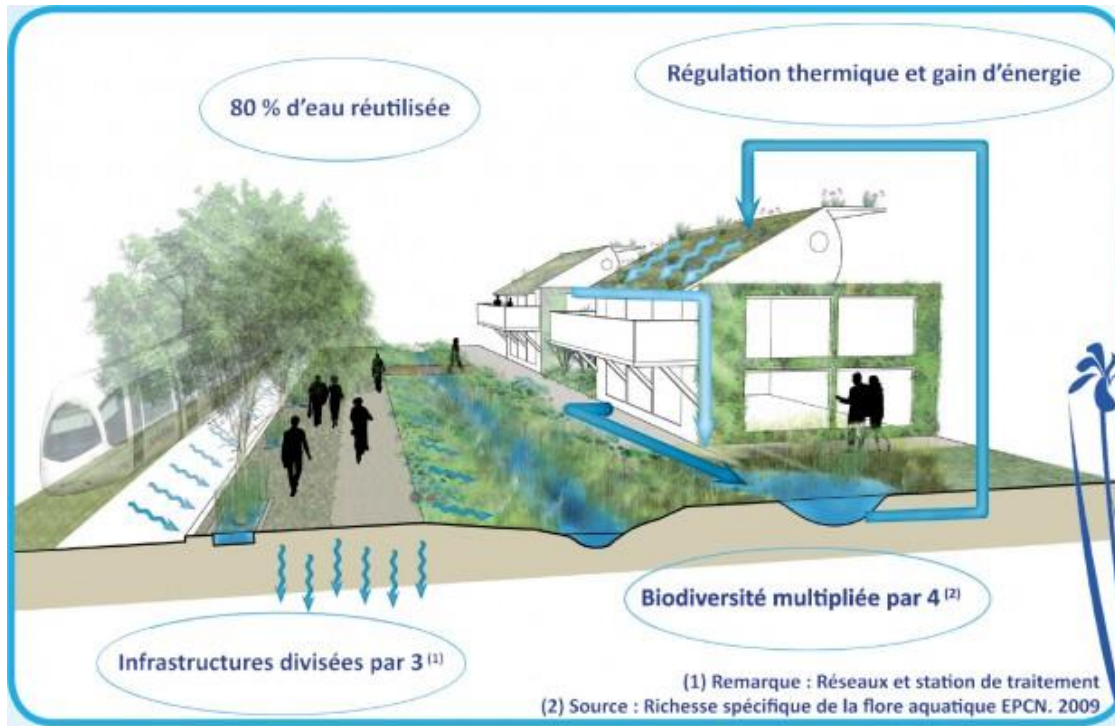 Régulation thermique et gain d'énergie
80 % d'eau réutilisée
Biodiversité multipliée par 4 (2)
Infrastructures divisées par 3 (1)
(1) Remarque : Réseaux et station de traitement
(2) Source : Richesse spécifique de la flore aquatique EPCN. 2009